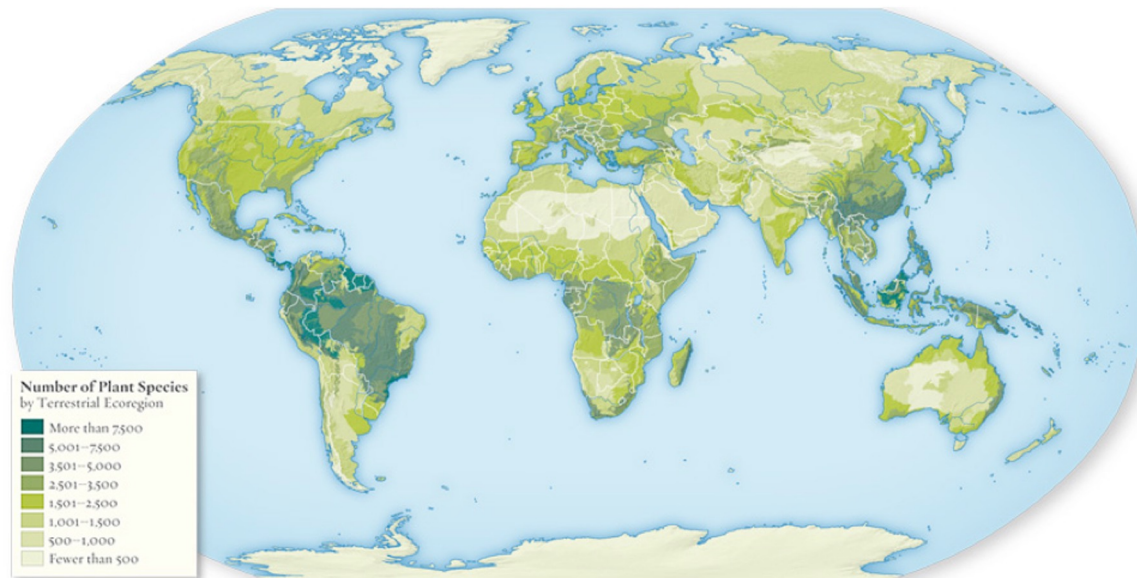 Number of Plant Species
by Terrestrial Ecoregion
More than 7,500
5,001–7,500
3,501–5,000
2,501–3,500
1,501–2,500
1,001–1,500
500–1,000
Fewer than 500